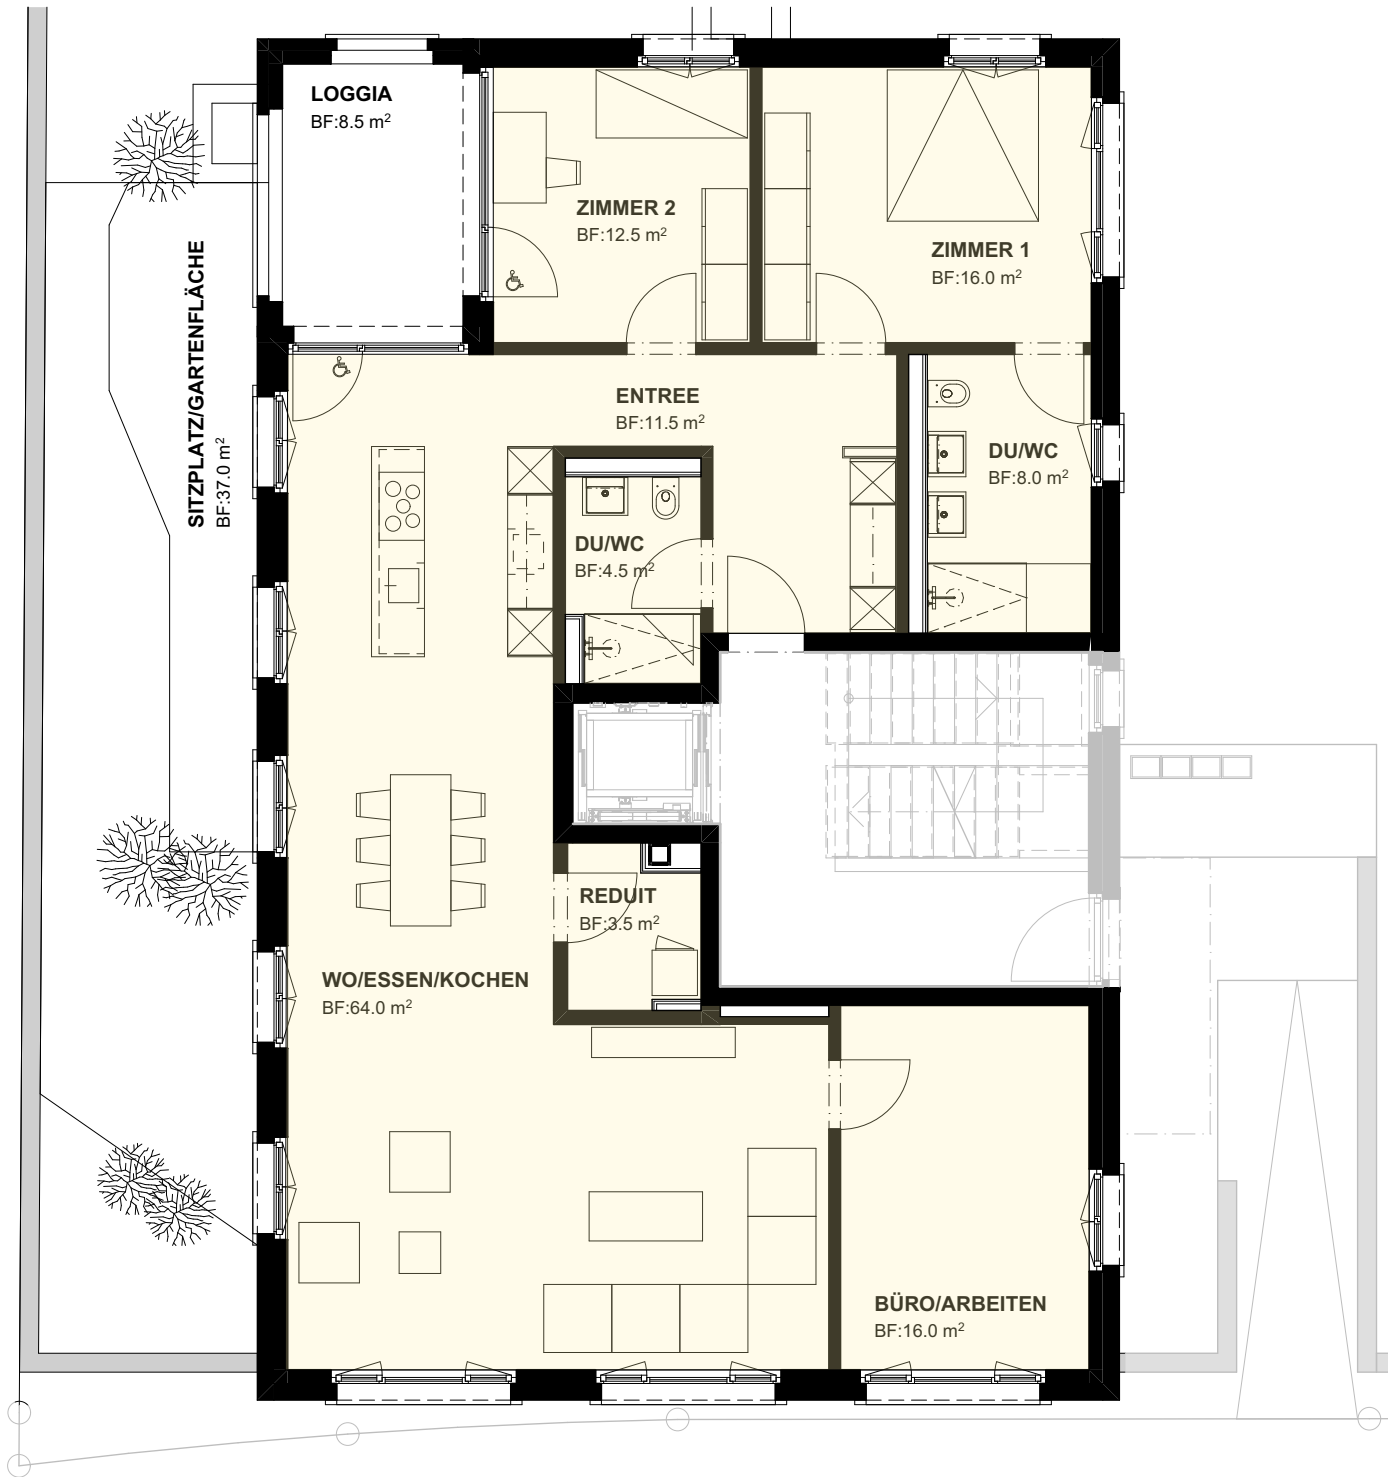 LOGGIA
BF:8.5 m²
ZIMMER 2
BF:12.5 m²
ZIMMER 1
BF:16.0 m²
SITZPLATZ/GARTENFLÄCHE
BF:37.0 m²
ENTREE
BF:11.5 m²
DU/WC
BF:8.0 m²
DU/WC
BF:4.5 m²
REDUIT
BF:3.5 m²
WO/ESSEN/KOCHEN
BF:64.0 m²
BÜRO/ARBEITEN
BF:16.0 m²